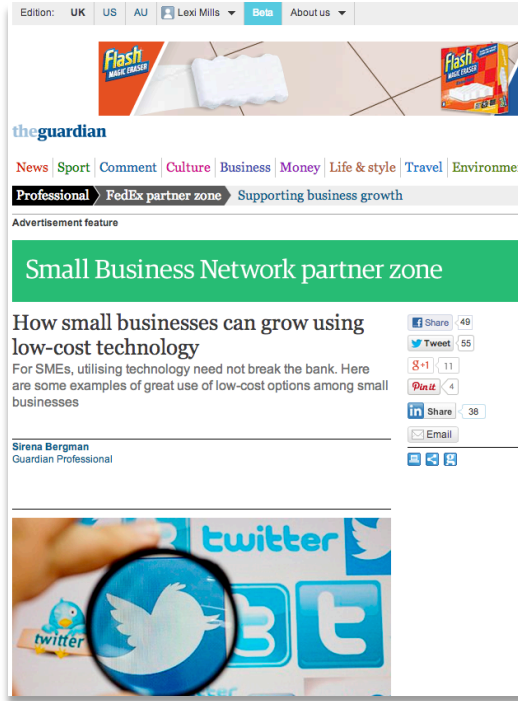 Edition: UK US AU Lexi Mills Beta About us
Flash
MAGIC ERASER
Flash
MAGIC ERASER
theguardian
News Sport Comment Culture Business Money Life & style Travel Environme
Professional FedEx partner zone Supporting business growth
Advertisement feature
Small Business Network partner zone
How small businesses can grow using
low-cost technology
For SMEs, utilising technology need not break the bank. Here
are some examples of great use of low-cost options among small
businesses
Share 49
Tweet 55
g+1 11
Pin it 4
in Share 38
Email
Sirena Bergman
Guardian Professional
twitter
twitter